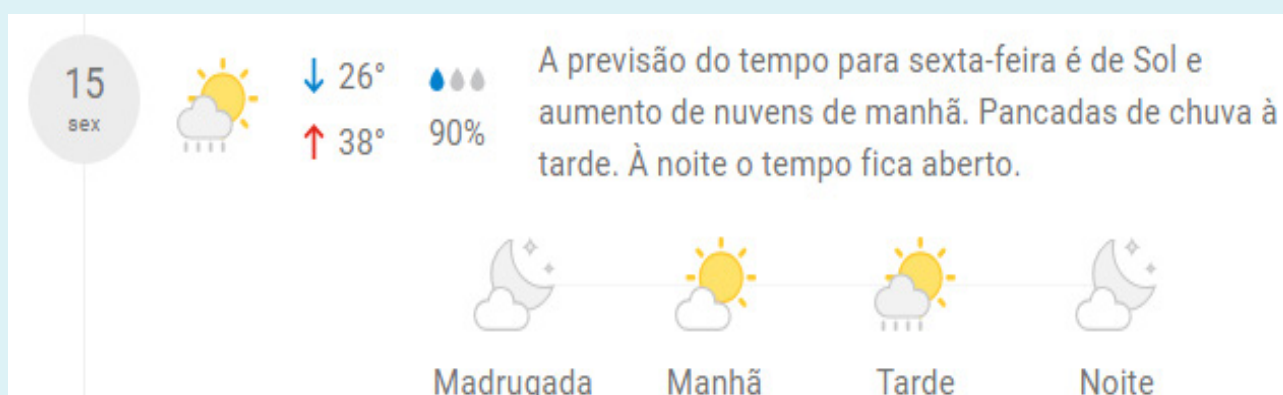 15
sex
↓ 26°
↑ 38°
90%
A previsão do tempo para sexta-feira é de Sol e
aumento de nuvens de manhã. Pancadas de chuva à
tarde. À noite o tempo fica aberto.
Madrugada Manhã Tarde Noite